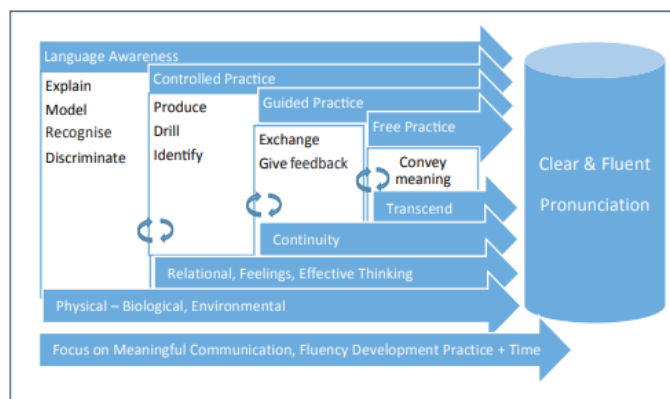 Language Awareness
Controlled Practice
Guided Practice
Free Practice
Explain
Model
Recognise
Discriminate
Produce
Drill
Identify
Exchange
Give feedback
Convey
meaning
Transcend
Continuity
Relational, Feelings, Effective Thinking
Physical – Biological, Environmental
Focus on Meaningful Communication, Fluency Development Practice + Time
Clear & Fluent
Pronunciation